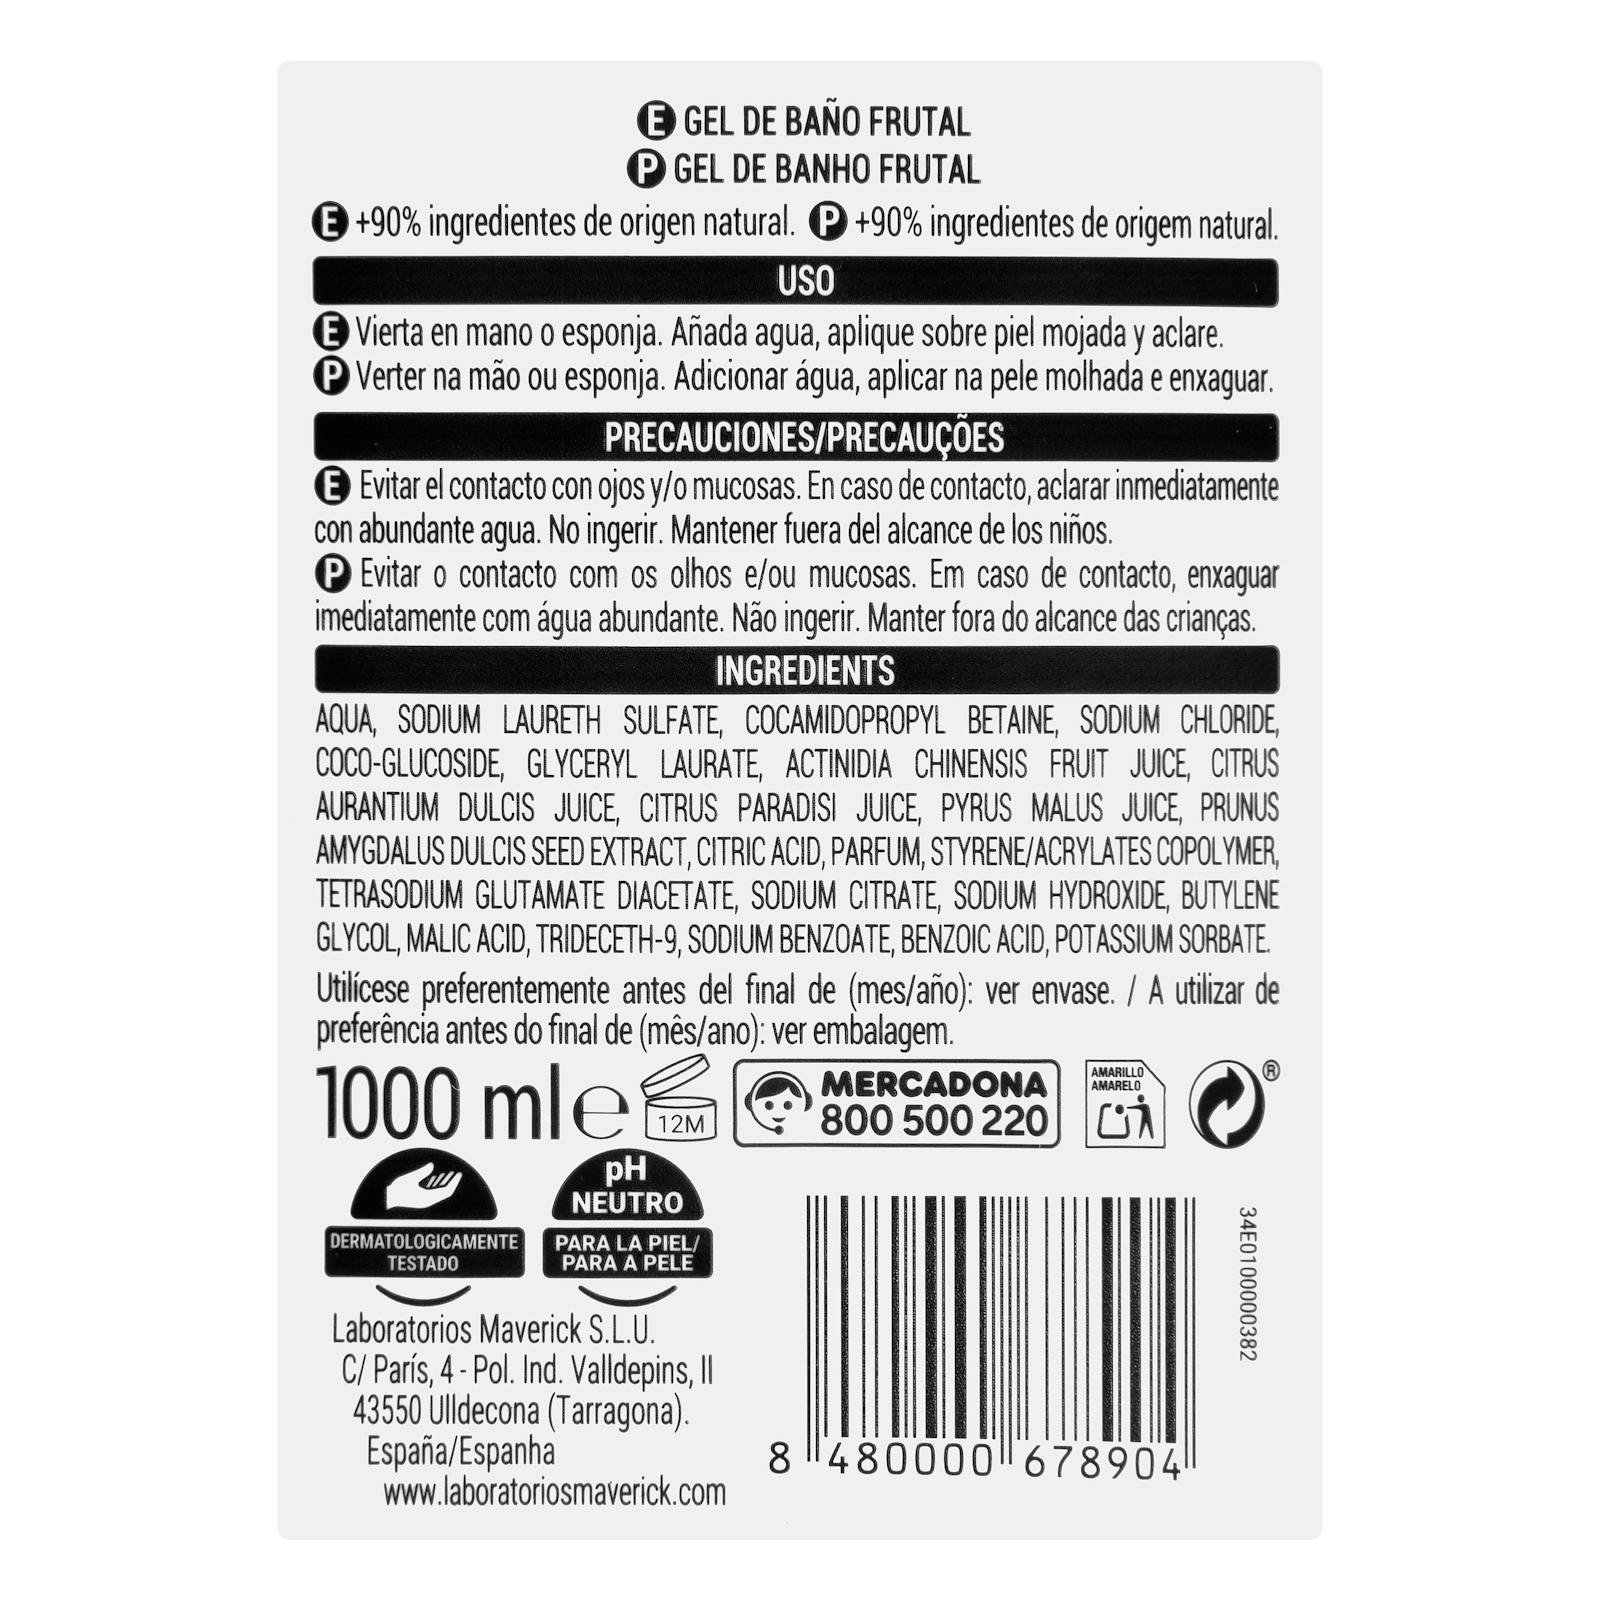 E GEL DE BAÑO FRUTAL
P GEL DE BANHO FRUTAL
E +90% ingredientes de origen natural. P +90% ingredientes de origem natural.
USO
E Vierta en mano o esponja. Añada agua, aplique sobre piel mojada y aclare.
P Verter na mão ou esponja. Adicionar água, aplicar na pele molhada e enxaguar.
PRECAUCIONES/PRECAUÇÕES
E Evitar el contacto con ojos y/o mucosas. En caso de contacto, aclarar inmediatamente
con abundante agua. No ingerir. Mantener fuera del alcance de los niños.
P Evitar o contacto com os olhos e/ou mucosas. Em caso de contacto, enxaguar
imediatamente com água abundante. Não ingerir. Manter fora do alcance das crianças.
INGREDIENTS
AQUA, SODIUM LAURETH SULFATE, COCAMIDOPROPYL BETAINE, SODIUM CHLORIDE,
COCO-GLUCOSIDE, GLYCERYL LAURATE, ACTINIDIA CHINENSIS FRUIT JUICE, CITRUS
AURANTIUM DULCIS JUICE, CITRUS PARADISI JUICE, PYRUS MALUS JUICE, PRUNUS
AMYGDALUS DULCIS SEED EXTRACT, CITRIC ACID, PARFUM, STYRENE/ACRYLATES COPOLYMER,
TETRASODIUM GLUTAMATE DIACETATE, SODIUM CITRATE, SODIUM HYDROXIDE, BUTYLENE
GLYCOL, MALIC ACID, TRIDECETH-9, SODIUM BENZOATE, BENZOIC ACID, POTASSIUM SORBATE.
Utilícese preferentemente antes del final de (mes/año): ver envase. / A utilizar de
preferência antes do final de (mês/ano): ver embalagem.
1000 ml e
12M
MERCADONA
800 500 220
AMARILLO
AMARELO
®
DERMATOLOGICAMENTE
TESTADO
pH
NEUTRO
PARA LA PIEL/
PARA A PELE
Laboratorios Maverick S.L.U.
C/ París, 4 - Pol. Ind. Valldepins, II
43550 Ulldecona (Tarragona).
España/Espanha
www.laboratoriosmaverick.com
8 480000 678904
34E0100000382